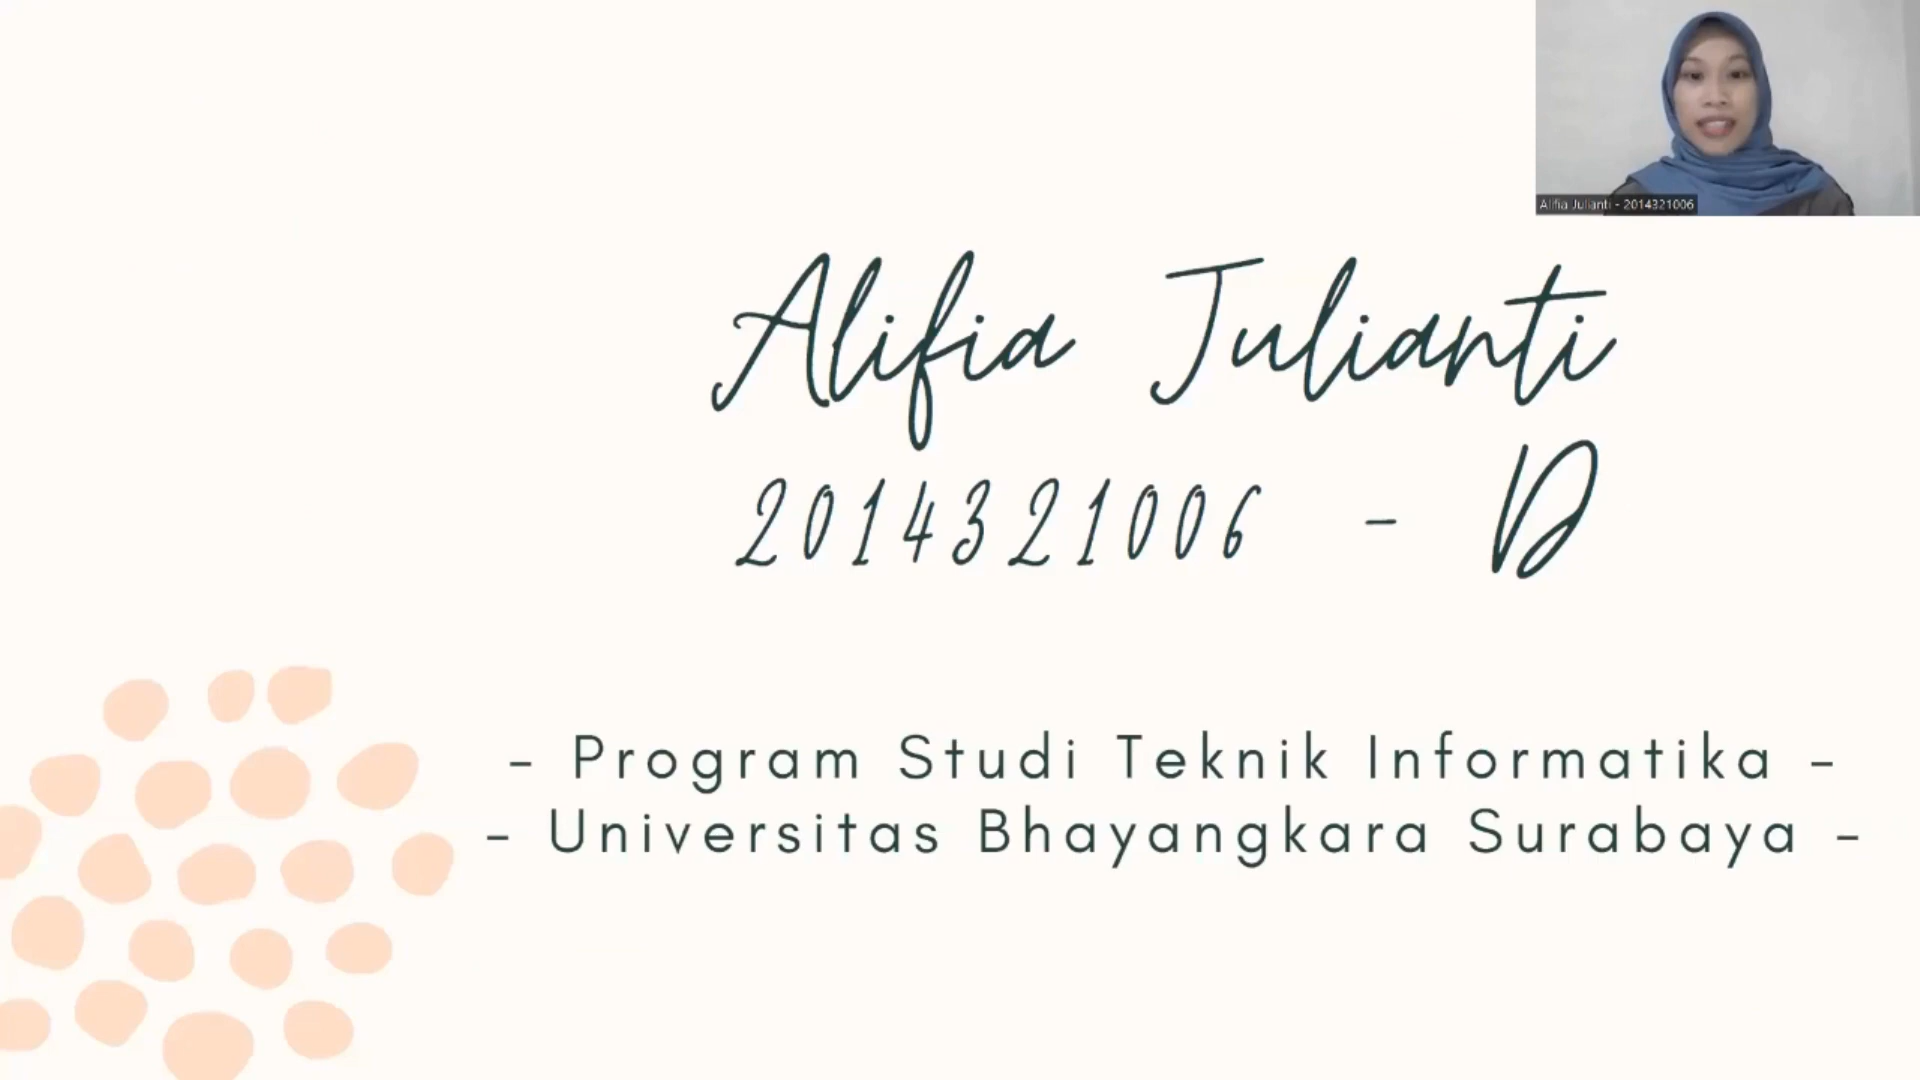 Alifia Julianti - 2014321006
Alifia Julianti
2014321006 - D
- Program Studi Teknik Informatika -
- Universitas Bhayangkara Surabaya -